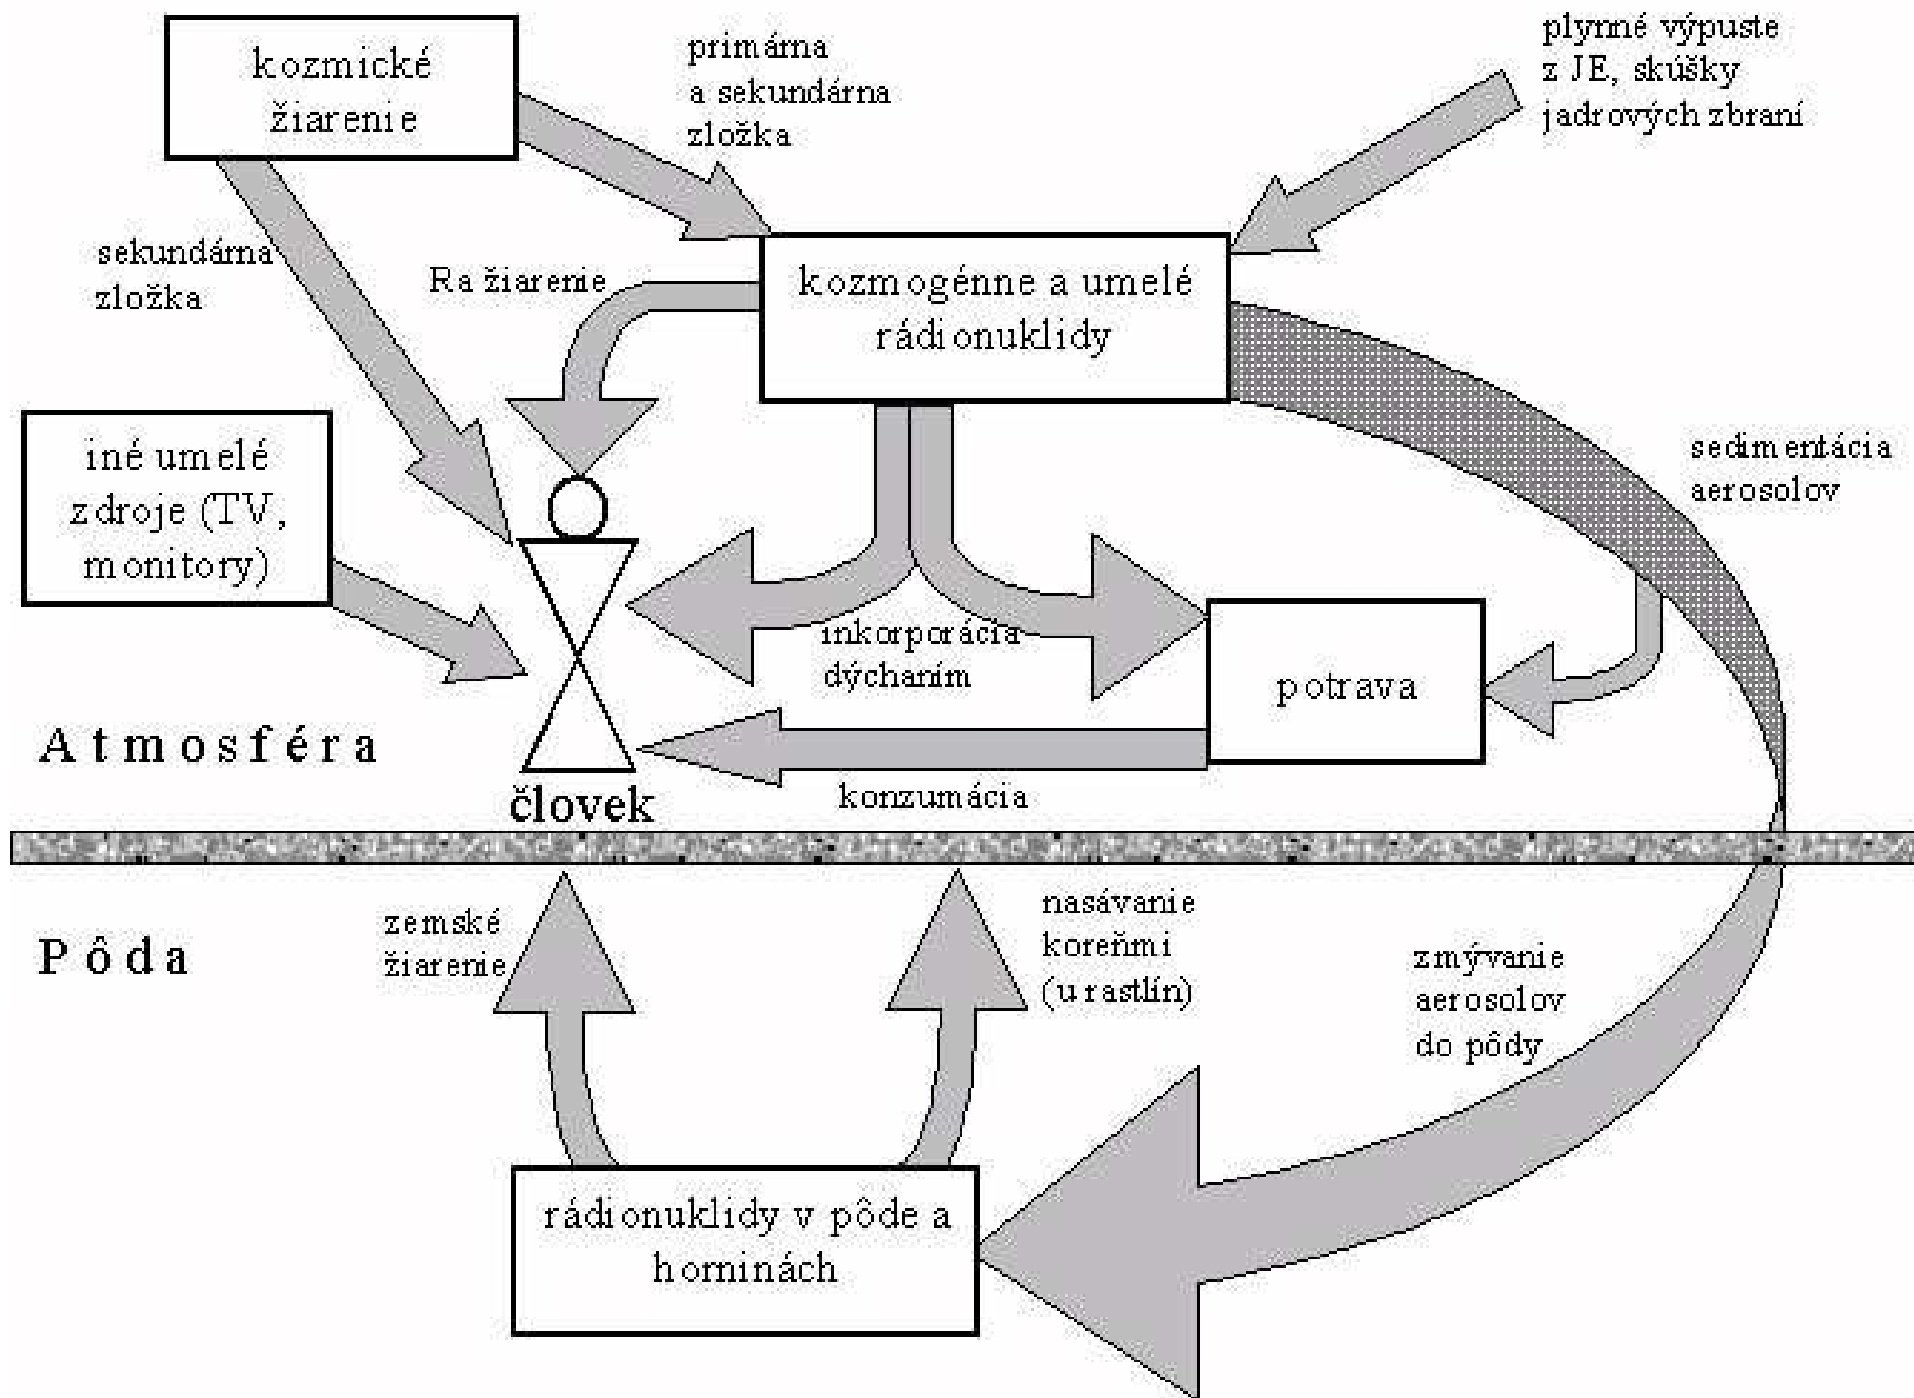 kozmické
žiarenie
primárna
a sekundárna
zložka
plynné výpuste
z JE, skúšky
jadrových zbraní
sekundárna
zložka
Ra žiarenie
kozmogénne a umelé
rádionuklidy
iné umelé
zdroje (TV,
monitory)
sedimentácia
aerosolov
inkorporácia
dýchaním
potrava
Atmosféra
konzumácia
človek
Pôda
zemské
žiarenie
nasávanie
koreňmi
(u rastlín)
zmývanie
aerosolov
do pôdy
rádionuklidy v pôde a
horninách